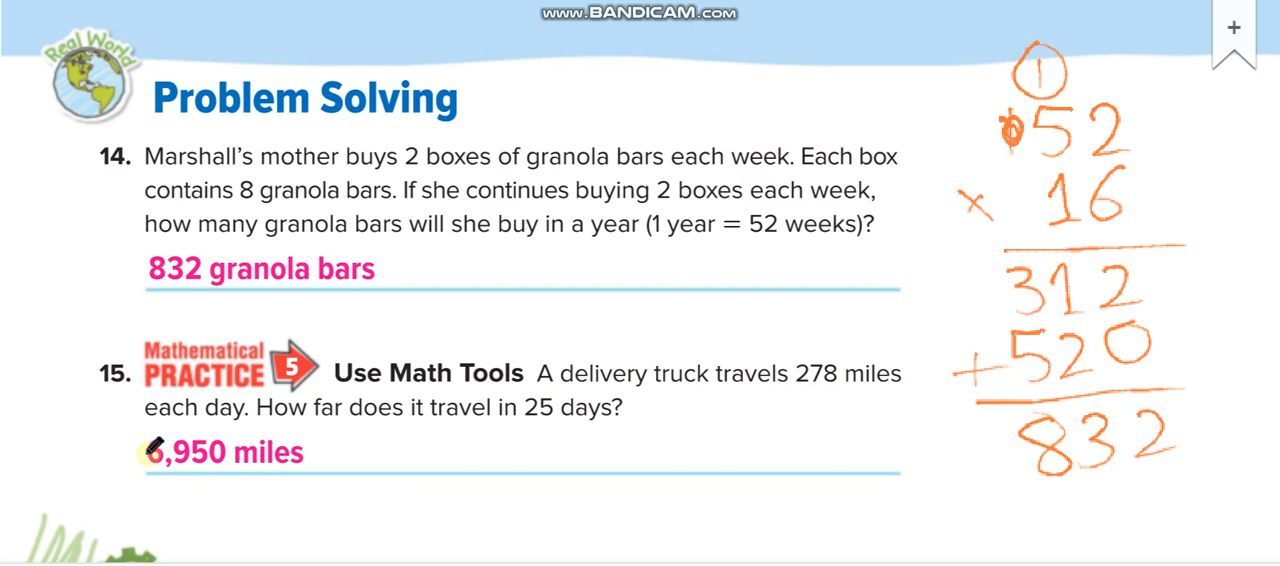 www.BANDICAM.com
+
Real World
Problem Solving
14. Marshall's mother buys 2 boxes of granola bars each week. Each box
contains 8 granola bars. If she continues buying 2 boxes each week,
how many granola bars will she buy in a year (1 year = 52 weeks)?
832 granola bars
15. Mathematical PRACTICE 5 Use Math Tools A delivery truck travels 278 miles
each day. How far does it travel in 25 days?
6,950 miles
1
52
× 16
312
+520
832